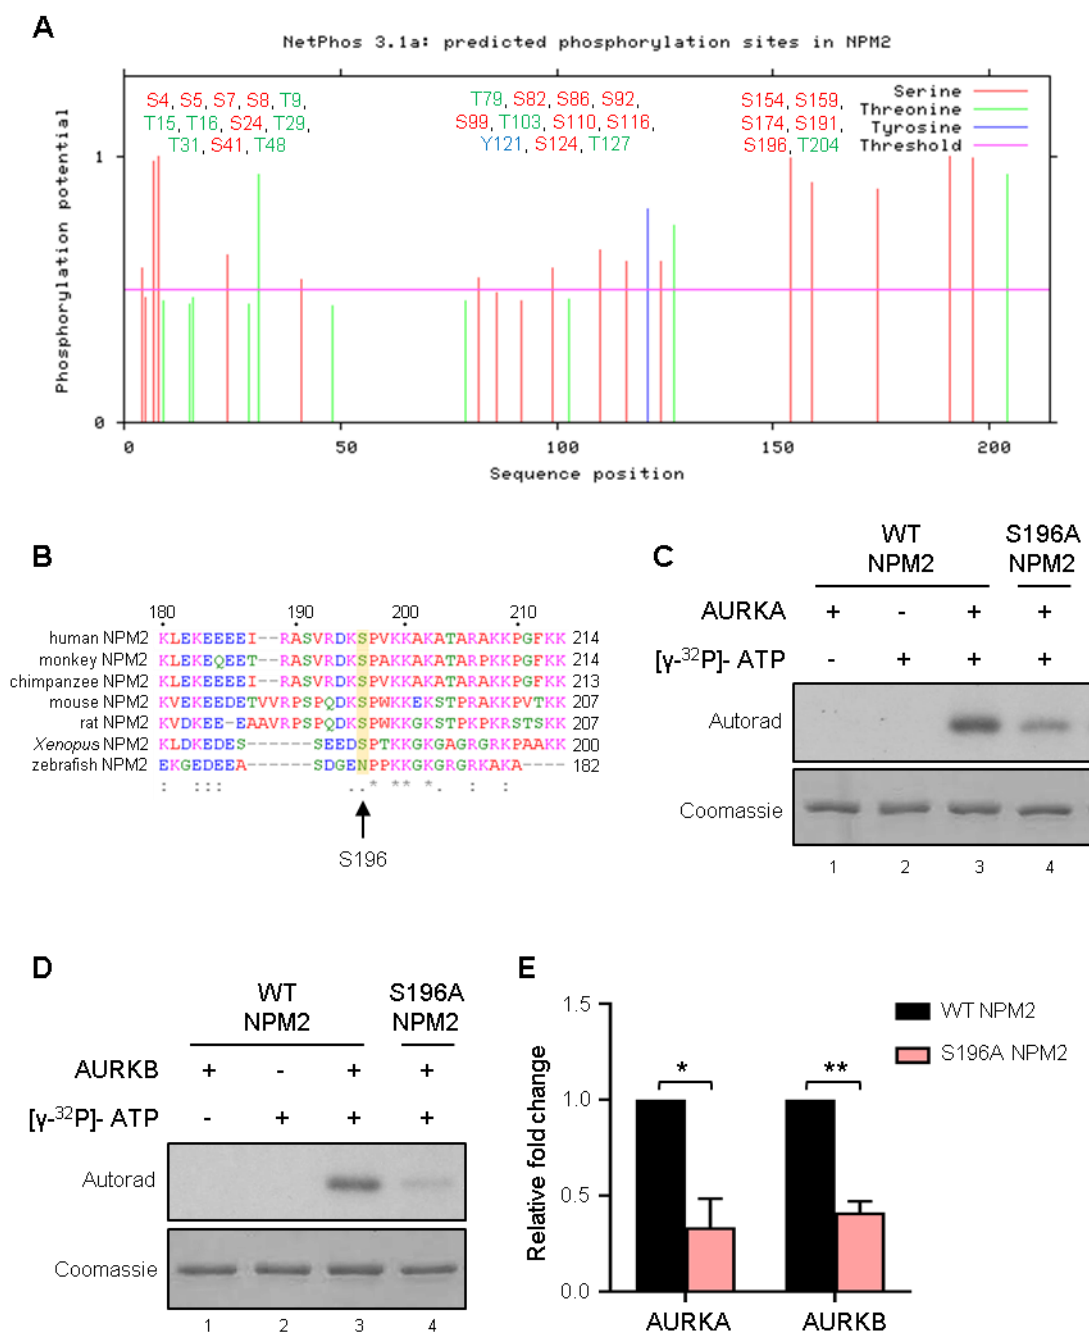 A
NetPhos 3.1a: predicted phosphorylation sites in NPM2
S4, S5, S7, S8, T9,
T15, T16, S24, T29,
T31, S41, T48
T79, S82, S86, S92,
S99, T103, S110, S116,
Y121, S124, T127
S154, S159,
S174, S191,
S196, T204
Serine
Threonine
Tyrosine
Threshold
Phosphorylation potential
1
0
0 50 100 150 200
Sequence position
B
180 190 200 210
human NPM2 KLEKEEEEI--RASVRDKSPVKKAKATARAKKPGFKK 214
monkey NPM2 KLEKEQEET--RASVRDKSPAKKAKATARPKKPGFKK 214
chimpanzee NPM2 KLEKEEEEI--RASVRDKSPVKKAKATARAKKPGFKK 213
mouse NPM2 KVEKEEDETVVRPSPQDKSPWKKEKSTPRAKKPVTKK 207
rat NPM2 KVDKEE-EAAVRPSPQDKSPWKKGKSTPKPKRSTSKK 207
Xenopus NPM2 KLDKEDES------SEEDSPTKKGKGAGRGRKPAAKK 200
zebrafish NPM2 EKGEDEEA------SDGENPPKKGKGRGRKAKA---- 182
: ::: ..* ** *. : :
S196
C
WT
NPM2
S196A
NPM2
AURKA + - + +
[γ-32P]- ATP - + + +
Autorad
Coomassie
1 2 3 4
D
WT
NPM2
S196A
NPM2
AURKB + - + +
[γ-32P]- ATP - + + +
Autorad
Coomassie
1 2 3 4
E
Relative fold change
1.5
1.0
0.5
0.0
* **
AURKA AURKB
WT NPM2
S196A NPM2